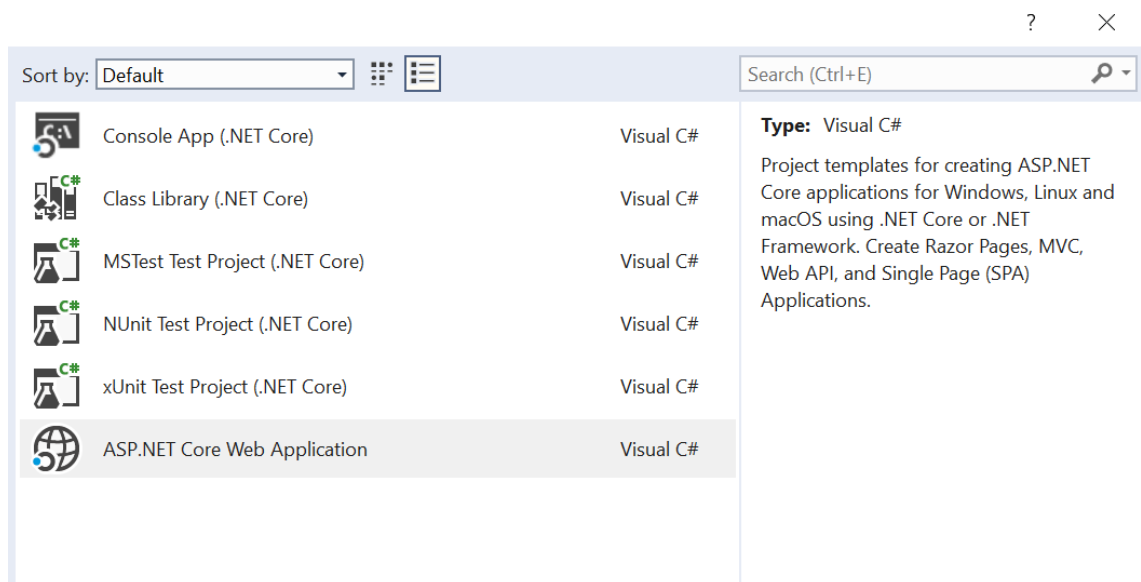 ?
Sort by: Default
Search (Ctrl+E)
C:\
Console App (.NET Core)
Visual C#
C#
Class Library (.NET Core)
Visual C#
C#
MSTest Test Project (.NET Core)
Visual C#
C#
NUnit Test Project (.NET Core)
Visual C#
C#
xUnit Test Project (.NET Core)
Visual C#
ASP.NET Core Web Application
Visual C#
Type: Visual C#
Project templates for creating ASP.NET
Core applications for Windows, Linux and
macOS using .NET Core or .NET
Framework. Create Razor Pages, MVC,
Web API, and Single Page (SPA)
Applications.